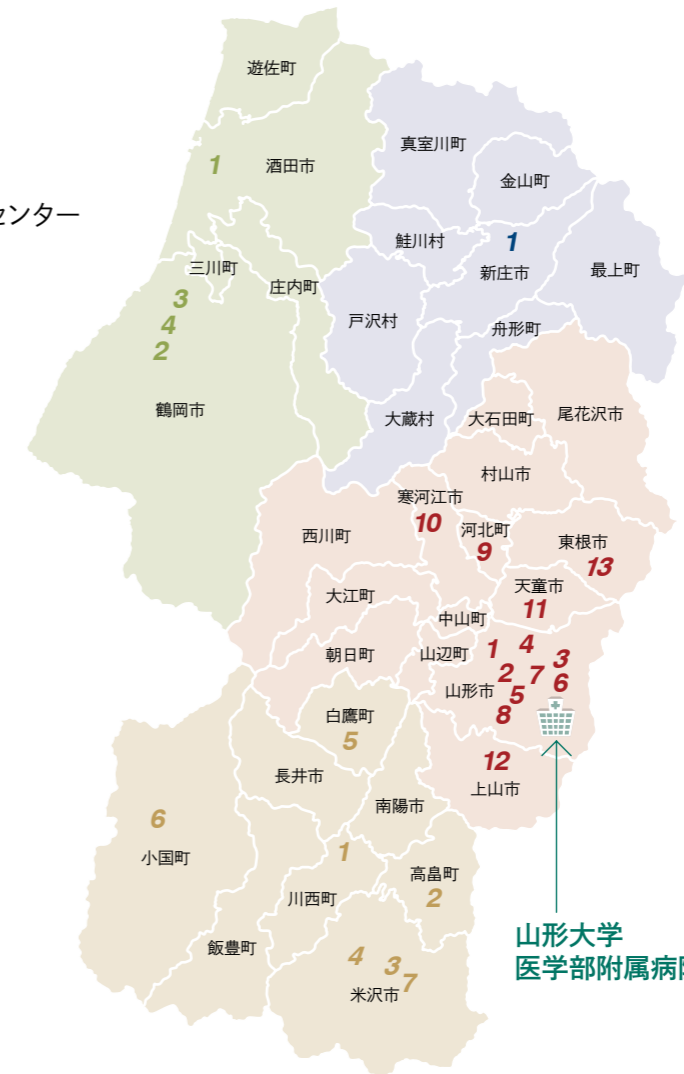 遊佐町
酒田市
1
センター
真室川町
金山町
鮭川村
1
新庄市
最上町
三川町
庄内町
3
4
2
鶴岡市
戸沢村
舟形町
大蔵村
大石田町
尾花沢市
村山市
寒河江市
10
西川町
河北町
9
東根市
13
大江町
天童市
11
中山町
朝日町
山辺町
1
4
3
2
7
6
山形市
5
8
白鷹町
5
12
上山市
長井市
南陽市
6
小国町
1
高畠町
2
川西町
飯豊町
4
3
7
米沢市
山形大学
医学部附属病院